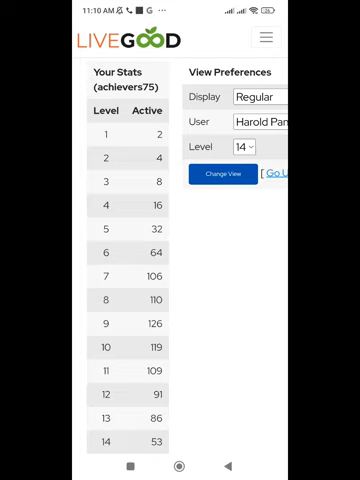 11:10 AM
LIVEGOOD
Your Stats
(achievers75)
Level Active
1 2
2 4
3 8
4 16
5 32
6 64
7 106
8 110
9 126
10 119
11 109
12 91
13 86
14 53
View Preferences
Display Regular
User Harold Pan
Level 14
Change View [ Go U